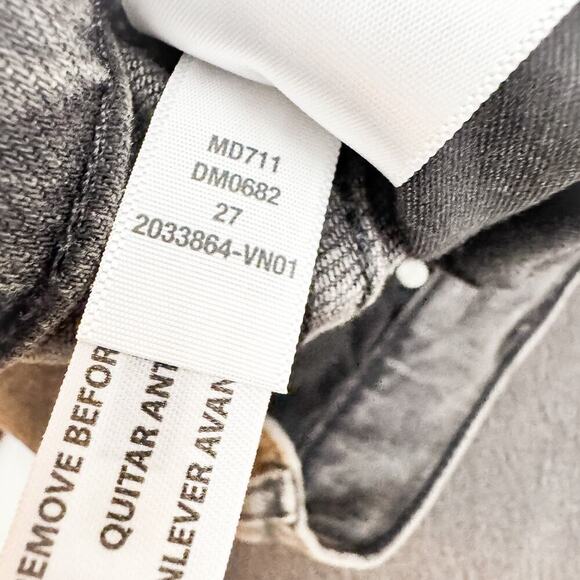 MD711
DM0682
27
2033864-VN01
EMOVE BEFOR
QUITAR ANT
NLEVER AVAN